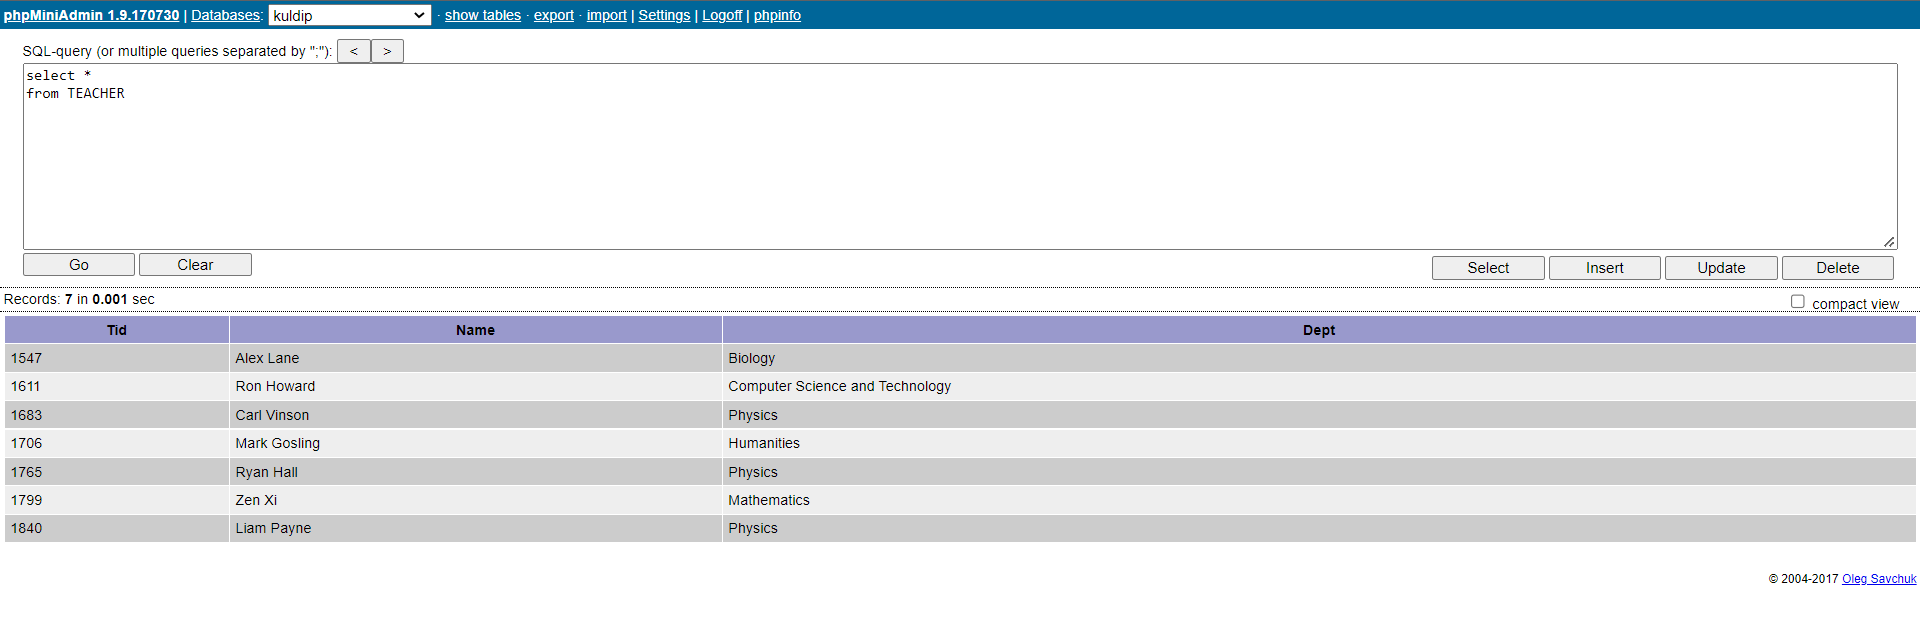 phpMiniAdmin 1.9.170730 | Databases: kuldip · show tables · export · import | Settings | Logoff | phpinfo
SQL-query (or multiple queries separated by ";"): < >
select *
from TEACHER
Go Clear Select Insert Update Delete
Records: 7 in 0.001 sec compact view
Tid Name Dept
1547 Alex Lane Biology
1611 Ron Howard Computer Science and Technology
1683 Carl Vinson Physics
1706 Mark Gosling Humanities
1765 Ryan Hall Physics
1799 Zen Xi Mathematics
1840 Liam Payne Physics
© 2004-2017 Oleg Savchuk